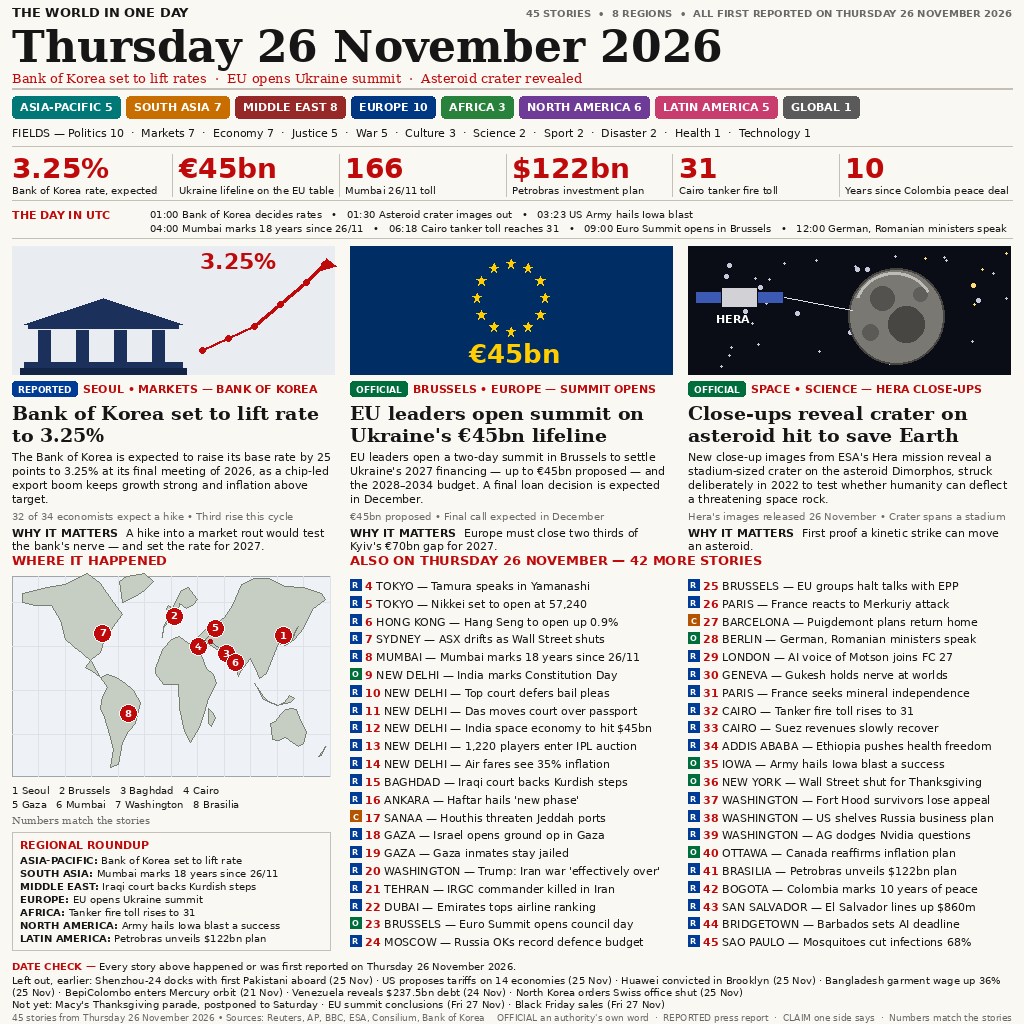 THE WORLD IN ONE DAY
45 STORIES • 8 REGIONS • ALL FIRST REPORTED ON THURSDAY 26 NOVEMBER 2026
Thursday 26 November 2026
Bank of Korea set to lift rates · EU opens Ukraine summit · Asteroid crater revealed
ASIA-PACIFIC 5
SOUTH ASIA 7
MIDDLE EAST 8
EUROPE 10
AFRICA 3
NORTH AMERICA 6
LATIN AMERICA 5
GLOBAL 1
FIELDS — Politics 10 · Markets 7 · Economy 7 · Justice 5 · War 5 · Culture 3 · Science 2 · Sport 2 · Disaster 2 · Health 1 · Technology 1
3.25%
Bank of Korea rate, expected
€45bn
Ukraine lifeline on the EU table
166
Mumbai 26/11 toll
$122bn
Petrobras investment plan
31
Cairo tanker fire toll
10
Years since Colombia peace deal
THE DAY IN UTC
01:00 Bank of Korea decides rates • 01:30 Asteroid crater images out • 03:23 US Army hails Iowa blast
04:00 Mumbai marks 18 years since 26/11 • 06:18 Cairo tanker toll reaches 31 • 09:00 Euro Summit opens in Brussels • 12:00 German, Romanian ministers speak
3.25%
REPORTED
SEOUL • MARKETS — BANK OF KOREA
Bank of Korea set to lift rate
to 3.25%
The Bank of Korea is expected to raise its base rate by 25
points to 3.25% at its final meeting of 2026, as a chip-led
export boom keeps growth strong and inflation above
target.
32 of 34 economists expect a hike • Third rise this cycle
WHY IT MATTERS A hike into a market rout would test
the bank's nerve — and set the rate for 2027.
€45bn
OFFICIAL
BRUSSELS • EUROPE — SUMMIT OPENS
EU leaders open summit on
Ukraine's €45bn lifeline
EU leaders open a two-day summit in Brussels to settle
Ukraine's 2027 financing — up to €45bn proposed — and
the 2028–2034 budget. A final loan decision is expected
in December.
€45bn proposed • Final call expected in December
WHY IT MATTERS Europe must close two thirds of
Kyiv's €70bn gap for 2027.
HERA
OFFICIAL
SPACE • SCIENCE — HERA CLOSE-UPS
Close-ups reveal crater on
asteroid hit to save Earth
New close-up images from ESA's Hera mission reveal a
stadium-sized crater on the asteroid Dimorphos, struck
deliberately in 2022 to test whether humanity can deflect
a threatening space rock.
Hera's images released 26 November • Crater spans a stadium
WHY IT MATTERS First proof a kinetic strike can move
an asteroid.
WHERE IT HAPPENED
1
2
3
4
5
6
7
8
1 Seoul 2 Brussels 3 Baghdad 4 Cairo
5 Gaza 6 Mumbai 7 Washington 8 Brasilia
Numbers match the stories
REGIONAL ROUNDUP
ASIA-PACIFIC: Bank of Korea set to lift rate
SOUTH ASIA: Mumbai marks 18 years since 26/11
MIDDLE EAST: Iraqi court backs Kurdish steps
EUROPE: EU opens Ukraine summit
AFRICA: Tanker fire toll rises to 31
NORTH AMERICA: Army hails Iowa blast a success
LATIN AMERICA: Petrobras unveils $122bn plan
ALSO ON THURSDAY 26 NOVEMBER — 42 MORE STORIES
R 4 TOKYO — Tamura speaks in Yamanashi
R 5 TOKYO — Nikkei set to open at 57,240
R 6 HONG KONG — Hang Seng to open up 0.9%
R 7 SYDNEY — ASX drifts as Wall Street shuts
R 8 MUMBAI — Mumbai marks 18 years since 26/11
O 9 NEW DELHI — India marks Constitution Day
R 10 NEW DELHI — Top court defers bail pleas
R 11 NEW DELHI — Das moves court over passport
R 12 NEW DELHI — India space economy to hit $45bn
R 13 NEW DELHI — 1,220 players enter IPL auction
R 14 NEW DELHI — Air fares see 35% inflation
R 15 BAGHDAD — Iraqi court backs Kurdish steps
R 16 ANKARA — Haftar hails 'new phase'
C 17 SANAA — Houthis threaten Jeddah ports
R 18 GAZA — Israel opens ground op in Gaza
R 19 GAZA — Gaza inmates stay jailed
R 20 WASHINGTON — Trump: Iran war 'effectively over'
R 21 TEHRAN — IRGC commander killed in Iran
R 22 DUBAI — Emirates tops airline ranking
O 23 BRUSSELS — Euro Summit opens council day
R 24 MOSCOW — Russia OKs record defence budget
R 25 BRUSSELS — EU groups halt talks with EPP
R 26 PARIS — France reacts to Merkuriy attack
C 27 BARCELONA — Puigdemont plans return home
O 28 BERLIN — German, Romanian ministers speak
R 29 LONDON — AI voice of Motson joins FC 27
R 30 GENEVA — Gukesh holds nerve at worlds
R 31 PARIS — France seeks mineral independence
R 32 CAIRO — Tanker fire toll rises to 31
R 33 CAIRO — Suez revenues slowly recover
R 34 ADDIS ABABA — Ethiopia pushes health freedom
O 35 IOWA — Army hails Iowa blast a success
O 36 NEW YORK — Wall Street shut for Thanksgiving
R 37 WASHINGTON — Fort Hood survivors lose appeal
R 38 WASHINGTON — US shelves Russia business plan
R 39 WASHINGTON — AG dodges Nvidia questions
O 40 OTTAWA — Canada reaffirms inflation plan
R 41 BRASILIA — Petrobras unveils $122bn plan
R 42 BOGOTA — Colombia marks 10 years of peace
R 43 SAN SALVADOR — El Salvador lines up $860m
R 44 BRIDGETOWN — Barbados sets AI deadline
R 45 SAO PAULO — Mosquitoes cut infections 68%
DATE CHECK — Every story above happened or was first reported on Thursday 26 November 2026.
Left out, earlier: Shenzhou-24 docks with first Pakistani aboard (25 Nov) · US proposes tariffs on 14 economies (25 Nov) · Huawei convicted in Brooklyn (25 Nov) · Bangladesh garment wage up 36%
(25 Nov) · BepiColombo enters Mercury orbit (21 Nov) · Venezuela reveals $237.5bn debt (24 Nov) · North Korea orders Swiss office shut (25 Nov)
Not yet: Macy's Thanksgiving parade, postponed to Saturday · EU summit conclusions (Fri 27 Nov) · Black Friday sales (Fri 27 Nov)
45 stories from Thursday 26 November 2026 • Sources: Reuters, AP, BBC, ESA, Consilium, Bank of Korea
OFFICIAL an authority's own word · REPORTED press report · CLAIM one side says · Numbers match the stories